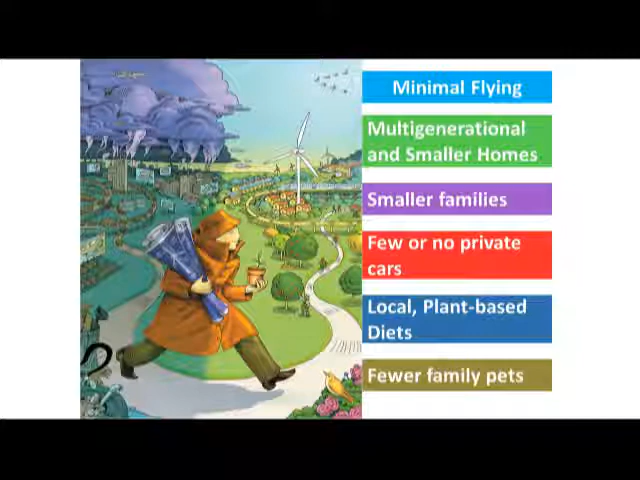 Minimal Flying
Multigenerational
and Smaller Homes
Smaller families
Few or no private
cars
Local, Plant-based
Diets
Fewer family pets